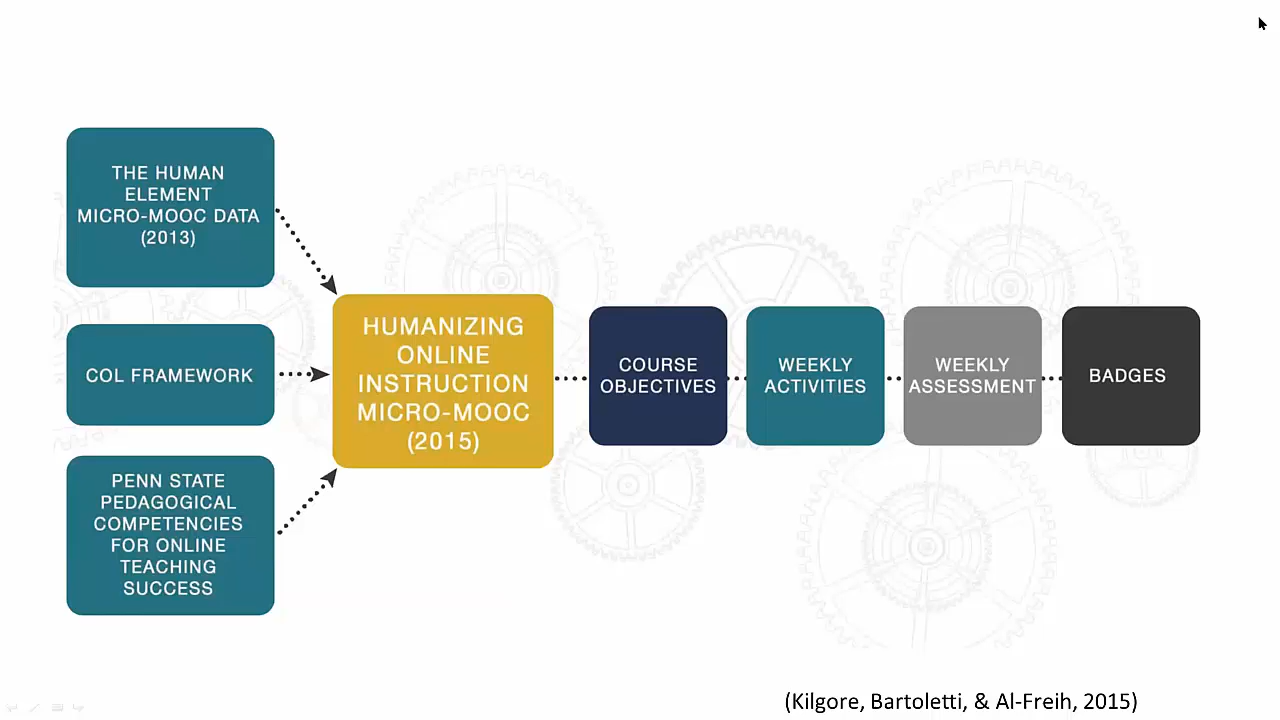 THE HUMAN
ELEMENT
MICRO-MOOC DATA
(2013)
COL FRAMEWORK
PENN STATE
PEDAGOGICAL
COMPETENCIES
FOR ONLINE
TEACHING
SUCCESS
HUMANIZING
ONLINE
INSTRUCTION
MICRO-MOOC
(2015)
COURSE
OBJECTIVES
WEEKLY
ACTIVITIES
WEEKLY
ASSESSMENT
BADGES
(Kilgore, Bartoletti, & Al-Freih, 2015)